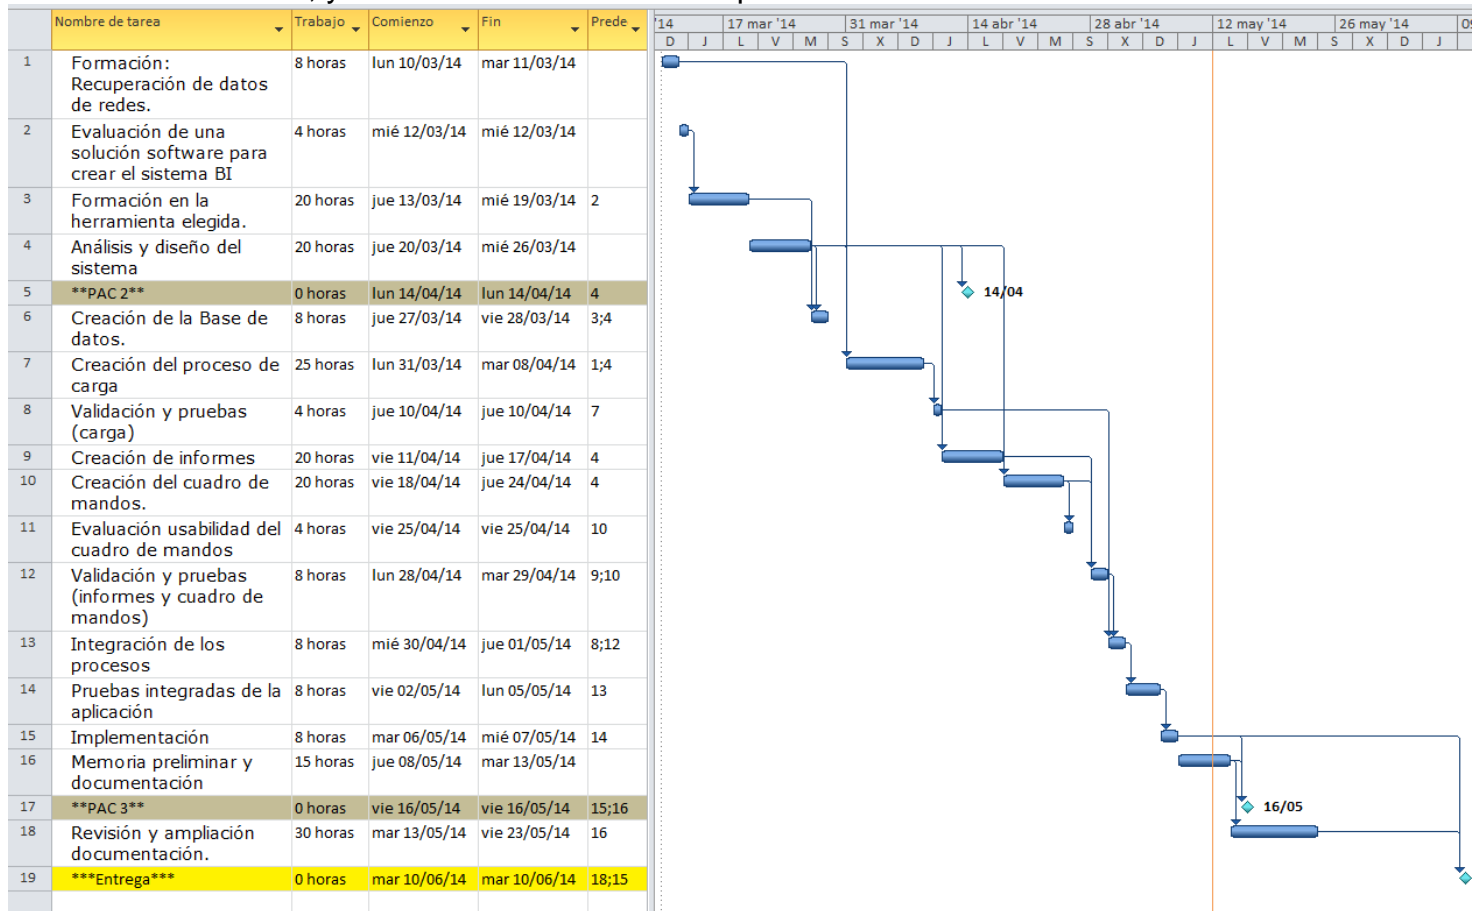 Nombre de tarea Trabajo Comienzo Fin Prede
'14 17 mar '14 31 mar '14 14 abr '14 28 abr '14 12 may '14 26 may '14
D J L V M S X D J L V M S X D J L V M S X D J
1 Formación: 8 horas lun 10/03/14 mar 11/03/14
Recuperación de datos
de redes.
2 Evaluación de una 4 horas mié 12/03/14 mié 12/03/14
solución software para
crear el sistema BI
3 Formación en la 20 horas jue 13/03/14 mié 19/03/14 2
herramienta elegida.
4 Análisis y diseño del 20 horas jue 20/03/14 mié 26/03/14
sistema
5 **PAC 2** 0 horas lun 14/04/14 lun 14/04/14 4 14/04
6 Creación de la Base de 8 horas jue 27/03/14 vie 28/03/14 3;4
datos.
7 Creación del proceso de 25 horas lun 31/03/14 mar 08/04/14 1;4
carga
8 Validación y pruebas 4 horas jue 10/04/14 jue 10/04/14 7
(carga)
9 Creación de informes 20 horas vie 11/04/14 jue 17/04/14 4
10 Creación del cuadro de 20 horas vie 18/04/14 jue 24/04/14 4
mandos.
11 Evaluación usabilidad del 4 horas vie 25/04/14 vie 25/04/14 10
cuadro de mandos
12 Validación y pruebas 8 horas lun 28/04/14 mar 29/04/14 9;10
(informes y cuadro de
mandos)
13 Integración de los 8 horas mié 30/04/14 jue 01/05/14 8;12
procesos
14 Pruebas integradas de la 8 horas vie 02/05/14 lun 05/05/14 13
aplicación
15 Implementación 8 horas mar 06/05/14 mié 07/05/14 14
16 Memoria preliminar y 15 horas jue 08/05/14 mar 13/05/14
documentación
17 **PAC 3** 0 horas vie 16/05/14 vie 16/05/14 15;16 16/05
18 Revisión y ampliación 30 horas mar 13/05/14 vie 23/05/14 16
documentación.
19 ***Entrega*** 0 horas mar 10/06/14 mar 10/06/14 18;15